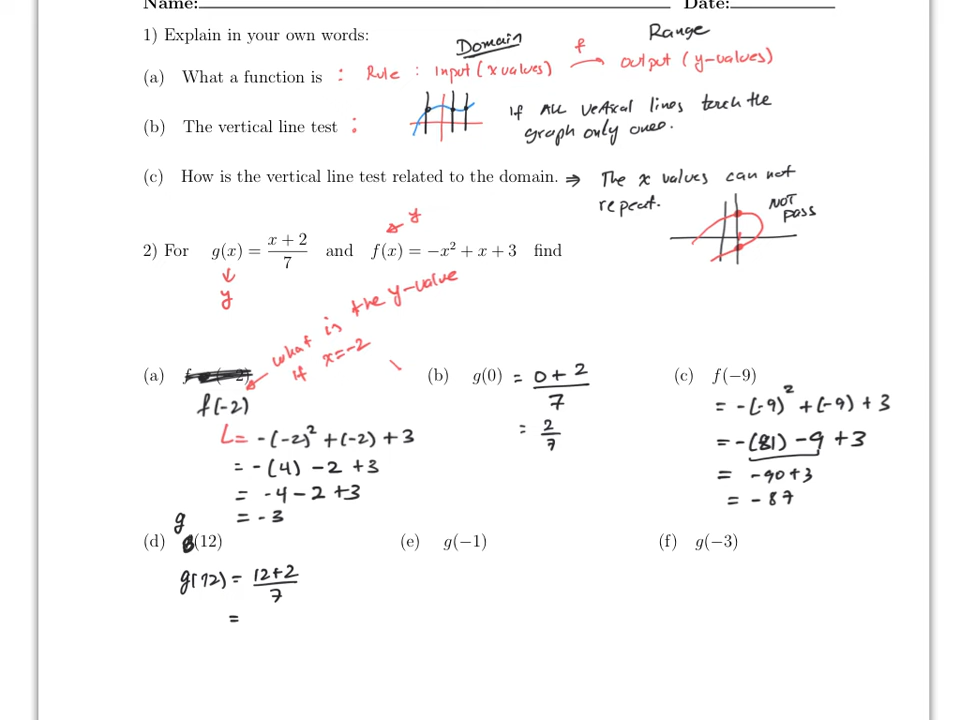 Name: Date:
1) Explain in your own words:
Domain Range
(a) What a function is : Rule : input (x values) f → output (y-values)
(b) The vertical line test : If ALL vertical lines touch the
graph only once.
(c) How is the vertical line test related to the domain. ⇒ The x values can not
repeat.
NOT
pass
y
2) For g(x) = (x + 2)/7 and f(x) = −x² + x + 3 find
y
what is the y-value
if x=-2
(a)
f(-2)
= -(-2)² +(-2) +3
= -(4) -2 +3
= -4-2+3
= -3
(b) g(0) = (0+2)/7
= 2/7
(c) f(−9)
= -(-9)² +(-9) +3
= -(81) -9 +3
= -90+3
= -87
g
(d) (12)
g(12) = (12+2)/7
=
(e) g(−1)
(f) g(−3)